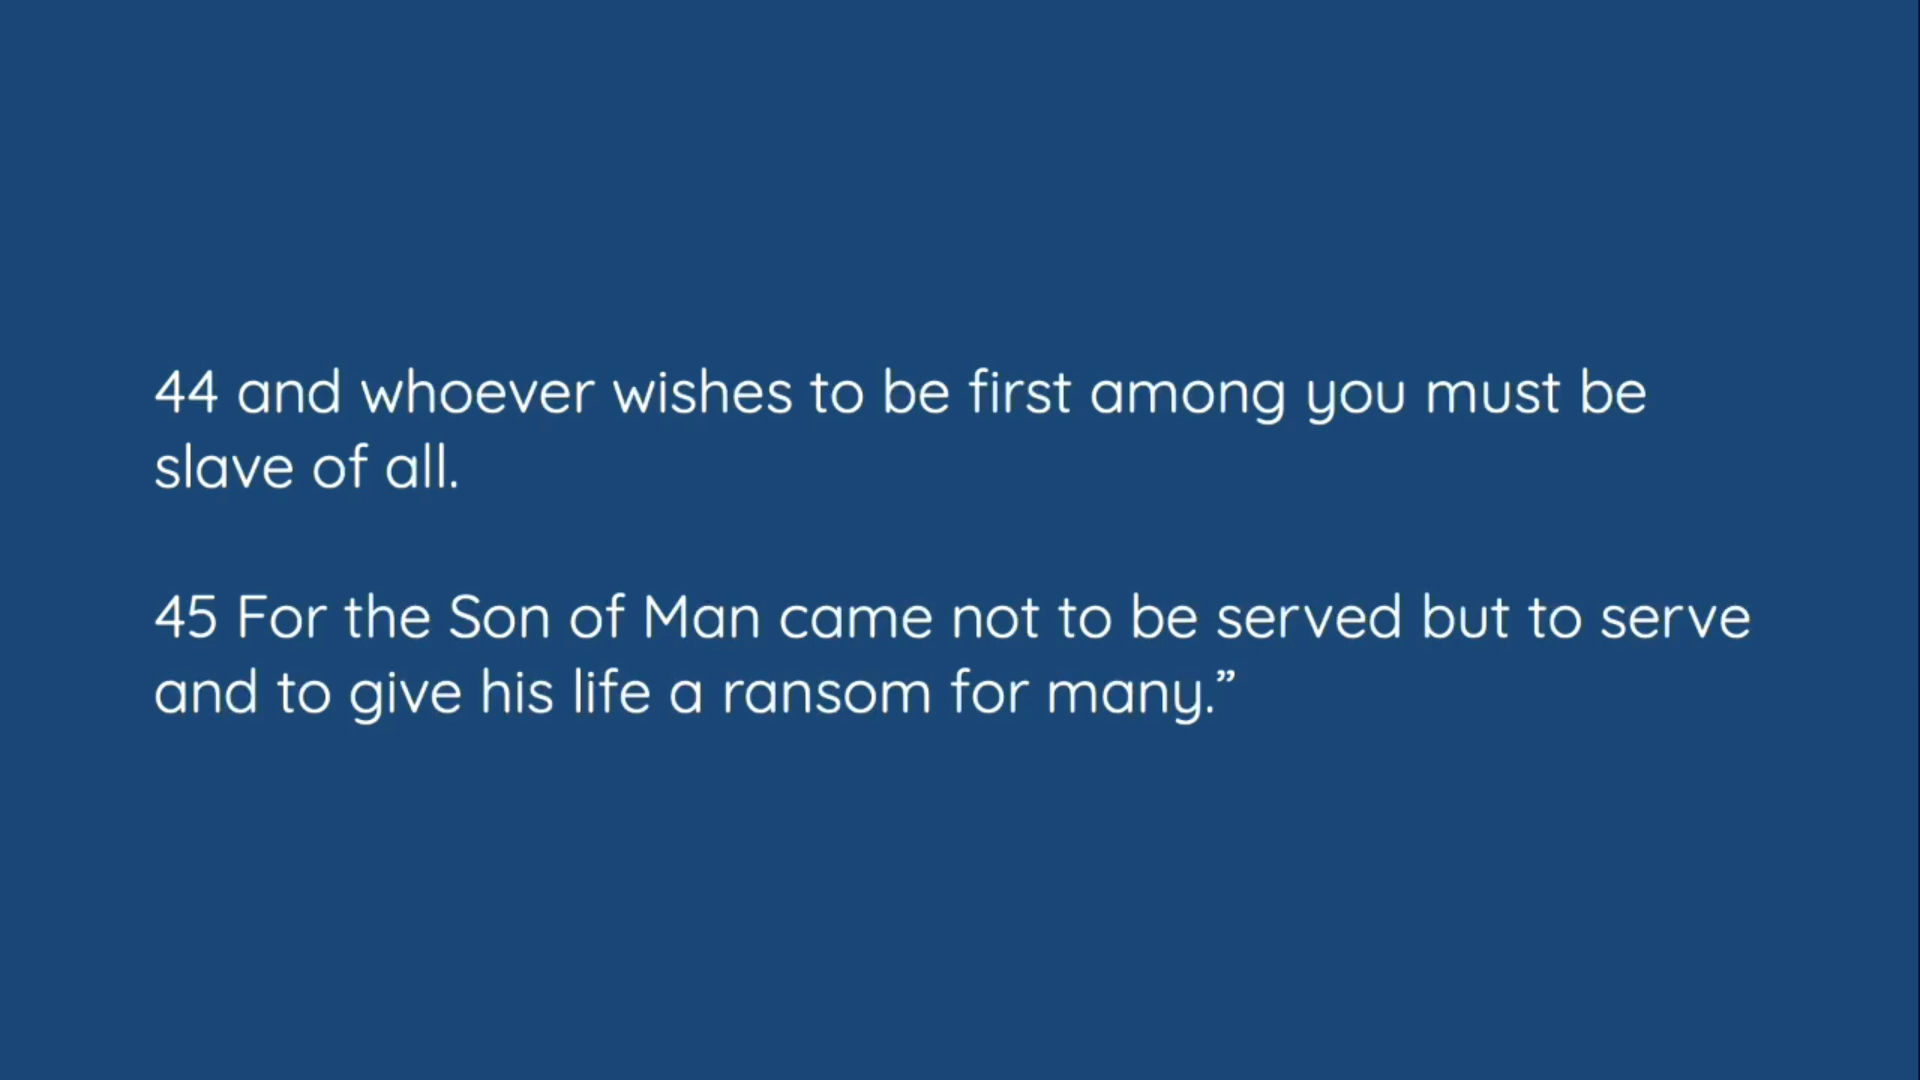 44 and whoever wishes to be first among you must be
slave of all.
45 For the Son of Man came not to be served but to serve
and to give his life a ransom for many.”